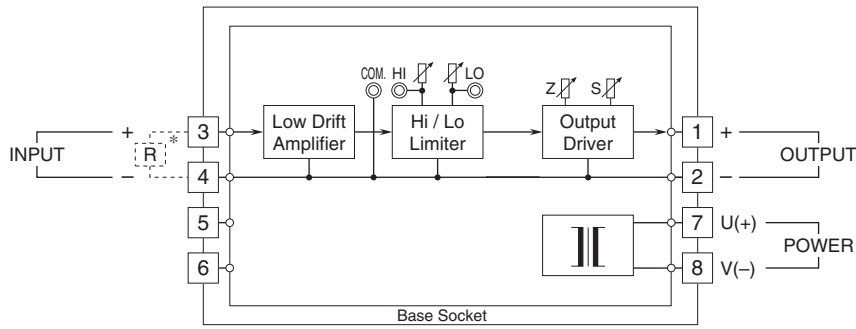 COM. HI LO
Z S
3 Low Drift Amplifier Hi / Lo Limiter Output Driver 1 +
+
INPUT R * OUTPUT
–
4 2 –
5 7 U(+)
POWER
6 8 V(–)
Base Socket